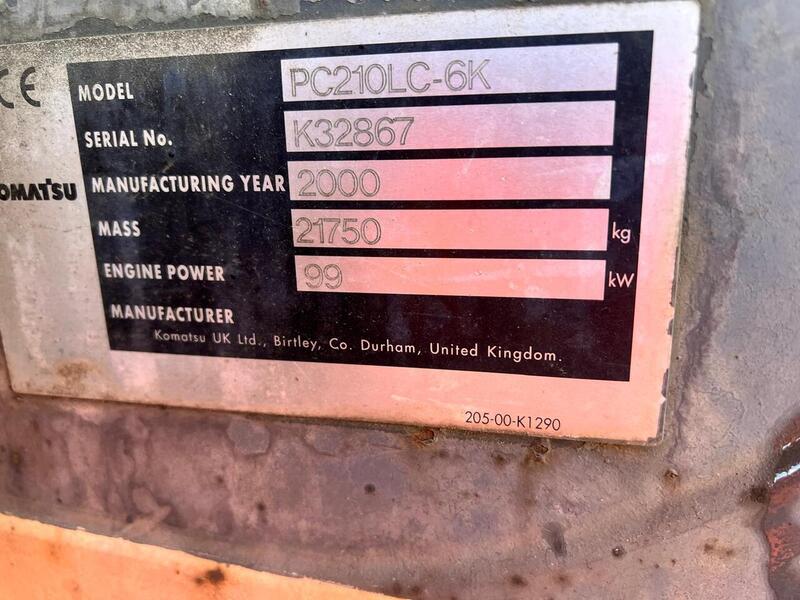 CE
MODEL PC210LC-6K
SERIAL No. K32867
OMATSU
MANUFACTURING YEAR 2000
MASS 21750 kg
ENGINE POWER 99 kW
MANUFACTURER
Komatsu UK Ltd., Birtley, Co. Durham, United Kingdom.
205-00-K1290